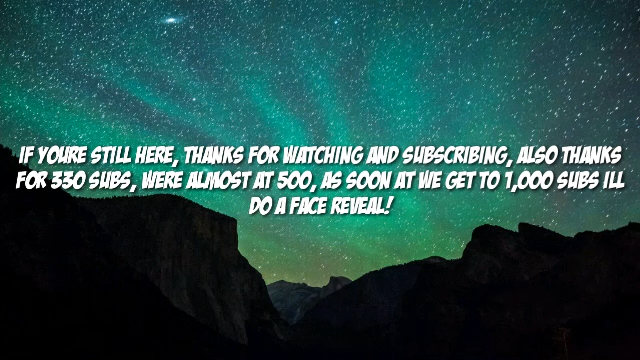 IF YOURE STILL HERE, THANKS FOR WATCHING AND SUBSCRIBING, ALSO THANKS
FOR 330 SUBS, WERE ALMOST AT 500, AS SOON AT WE GET TO 1,000 SUBS ILL
DO A FACE REVEAL!